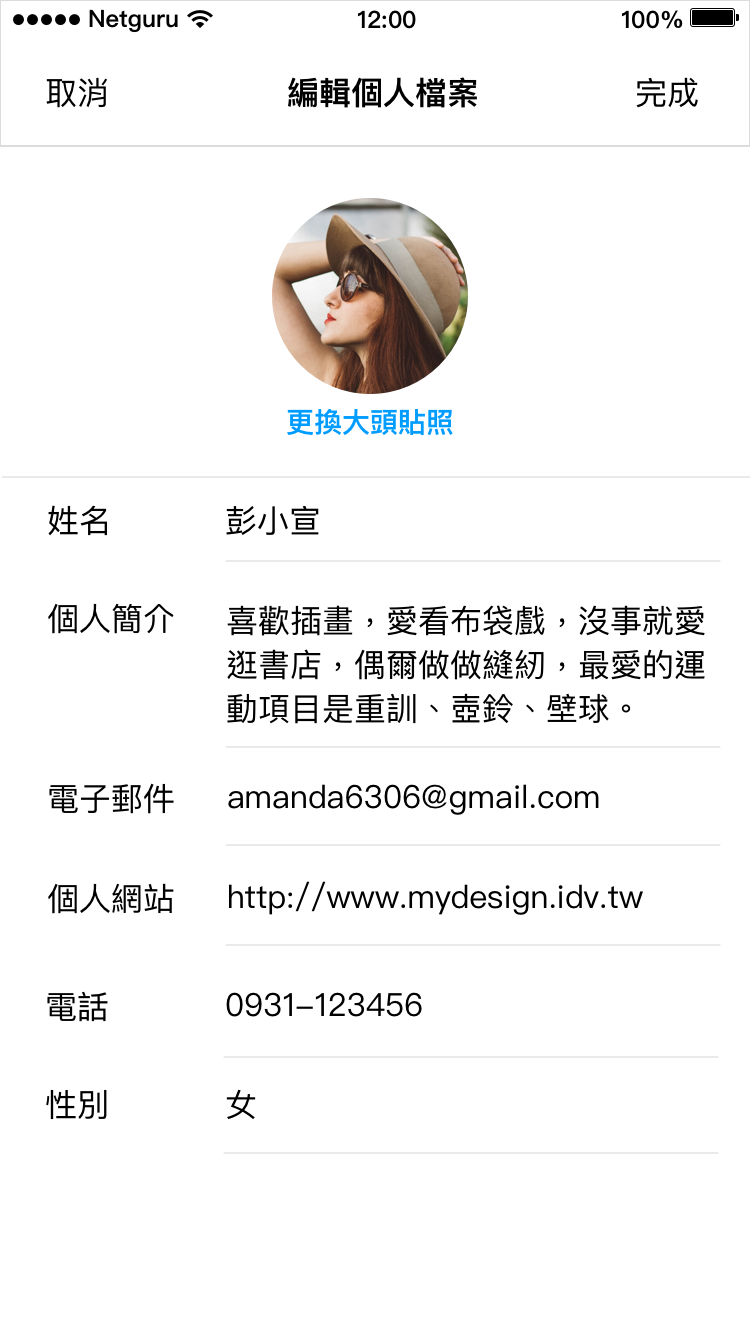 ●●●●● Netguru 12:00 100%
取消 編輯個人檔案 完成
更換大頭貼照
姓名 彭小宣
個人簡介 喜歡插畫，愛看布袋戲，沒事就愛
逛書店，偶爾做做縫紉，最愛的運
動項目是重訓、壺鈴、壁球。
電子郵件 amanda6306@gmail.com
個人網站 http://www.mydesign.idv.tw
電話 0931–123456
性別 女